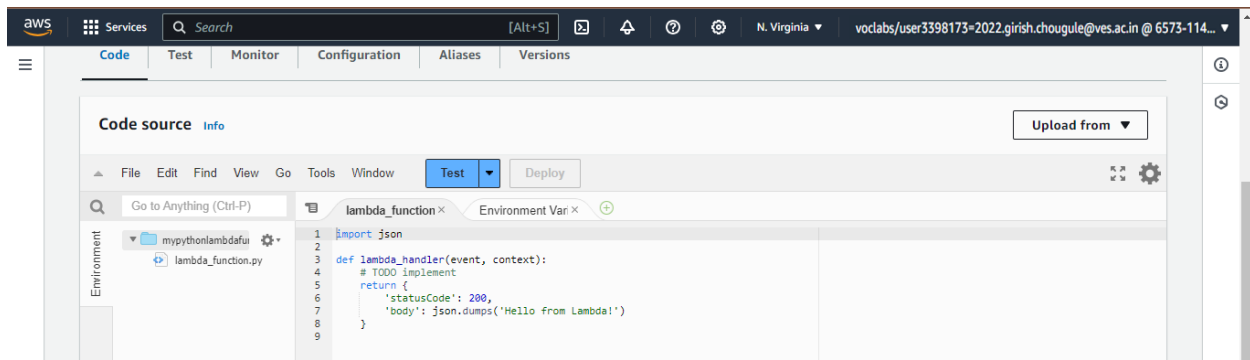 aws Services Search [Alt+S] N. Virginia ▼ voclabs/user3398173=2022.girish.chougule@ves.ac.in @ 6573-114... ▼
Code Test Monitor Configuration Aliases Versions
Code source Info Upload from ▼
File Edit Find View Go Tools Window Test Deploy
Go to Anything (Ctrl-P) lambda_function× Environment Var×
Environment
mypythonlambdafu
lambda_function.py
1 import json
2
3 def lambda_handler(event, context):
4     # TODO implement
5     return {
6         'statusCode': 200,
7         'body': json.dumps('Hello from Lambda!')
8     }
9